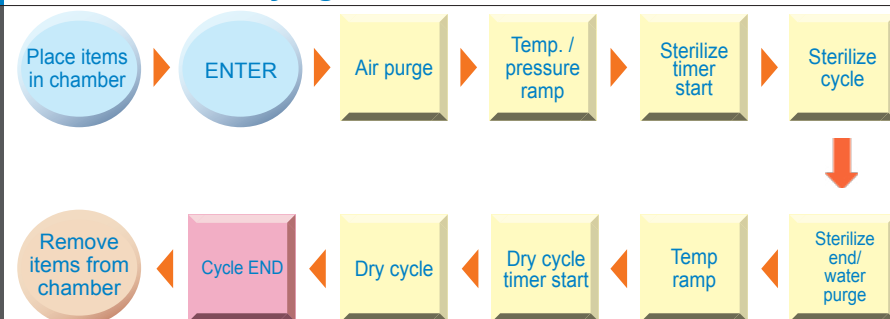 Place items
in chamber
ENTER
Air purge
Temp. /
pressure
ramp
Sterilize
timer
start
Sterilize
cycle
Sterilize
end/
water
purge
Temp
ramp
Dry cycle
timer start
Dry cycle
Cycle END
Remove
items from
chamber